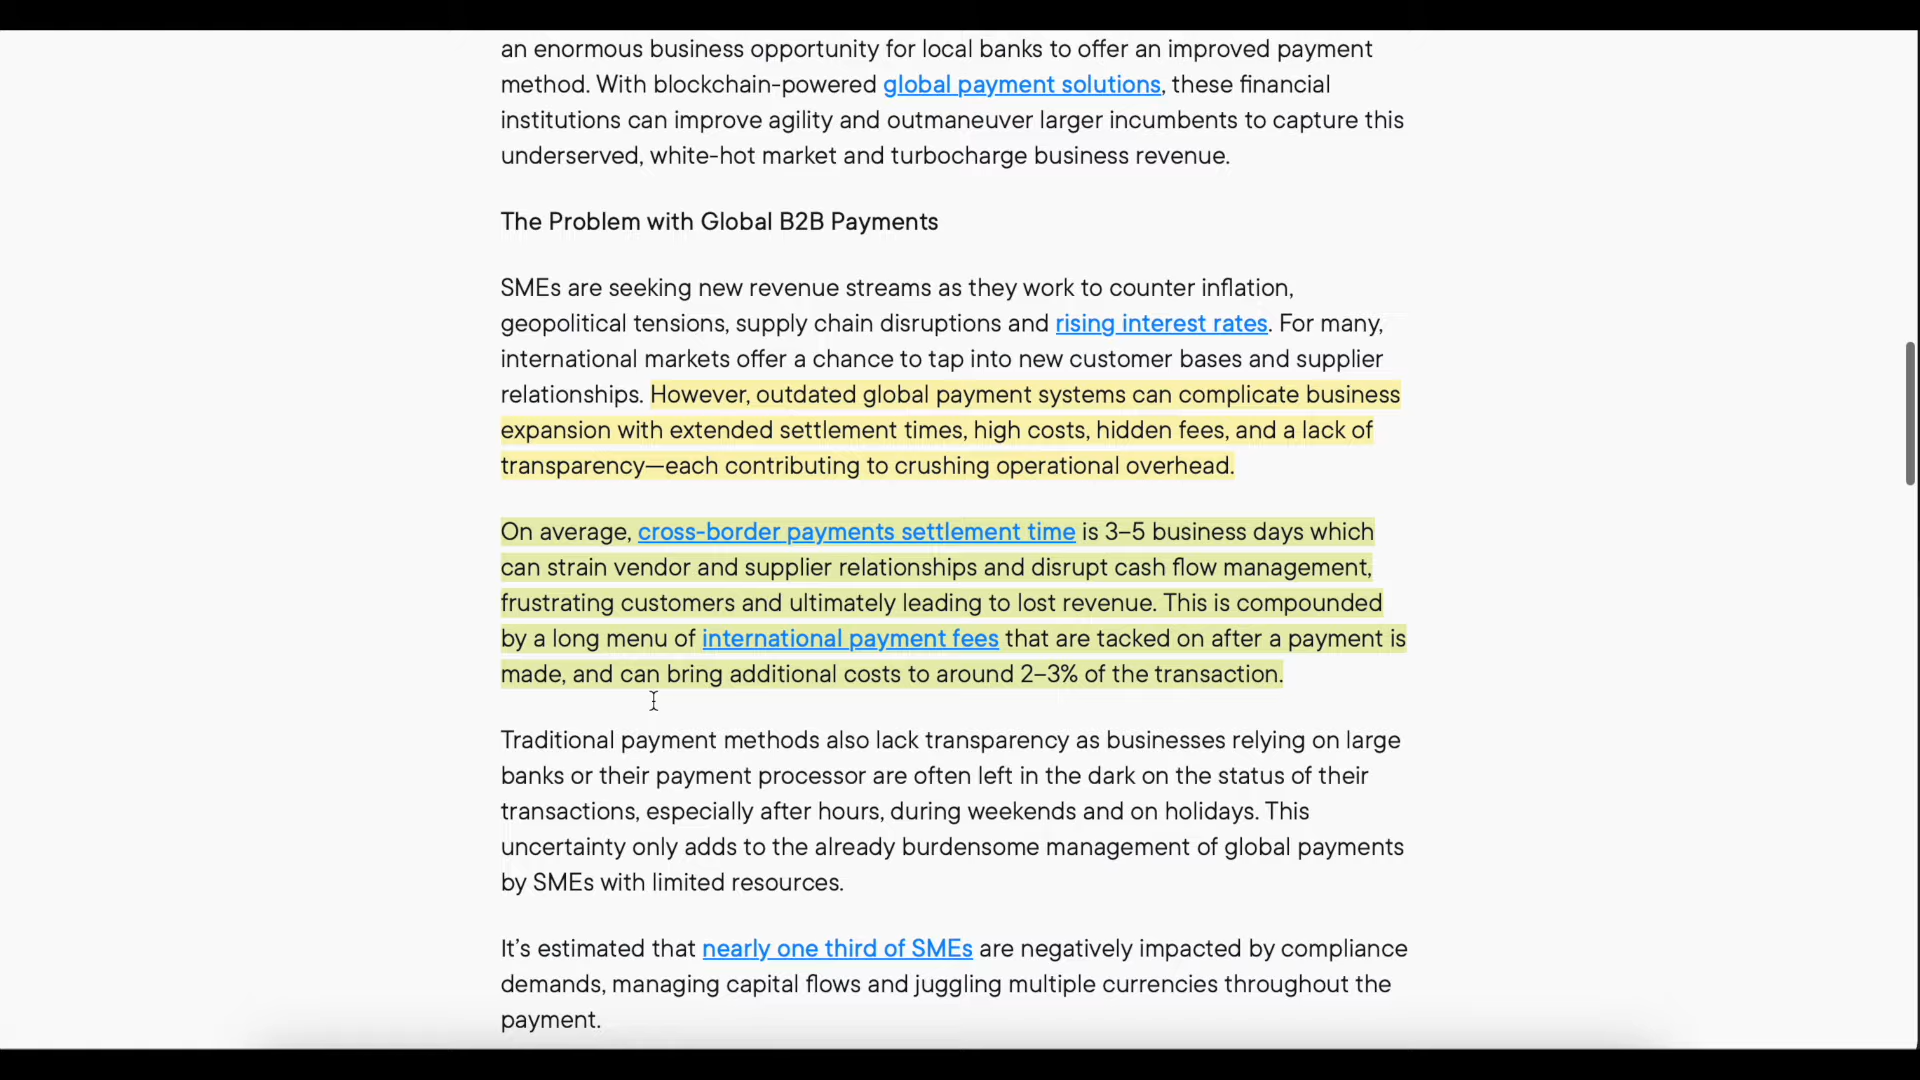 an enormous business opportunity for local banks to offer an improved payment
method. With blockchain-powered global payment solutions, these financial
institutions can improve agility and outmaneuver larger incumbents to capture this
underserved, white-hot market and turbocharge business revenue.
The Problem with Global B2B Payments
SMEs are seeking new revenue streams as they work to counter inflation,
geopolitical tensions, supply chain disruptions and rising interest rates. For many,
international markets offer a chance to tap into new customer bases and supplier
relationships. However, outdated global payment systems can complicate business
expansion with extended settlement times, high costs, hidden fees, and a lack of
transparency—each contributing to crushing operational overhead.
On average, cross-border payments settlement time is 3–5 business days which
can strain vendor and supplier relationships and disrupt cash flow management,
frustrating customers and ultimately leading to lost revenue. This is compounded
by a long menu of international payment fees that are tacked on after a payment is
made, and can bring additional costs to around 2–3% of the transaction.
Traditional payment methods also lack transparency as businesses relying on large
banks or their payment processor are often left in the dark on the status of their
transactions, especially after hours, during weekends and on holidays. This
uncertainty only adds to the already burdensome management of global payments
by SMEs with limited resources.
It’s estimated that nearly one third of SMEs are negatively impacted by compliance
demands, managing capital flows and juggling multiple currencies throughout the
payment.